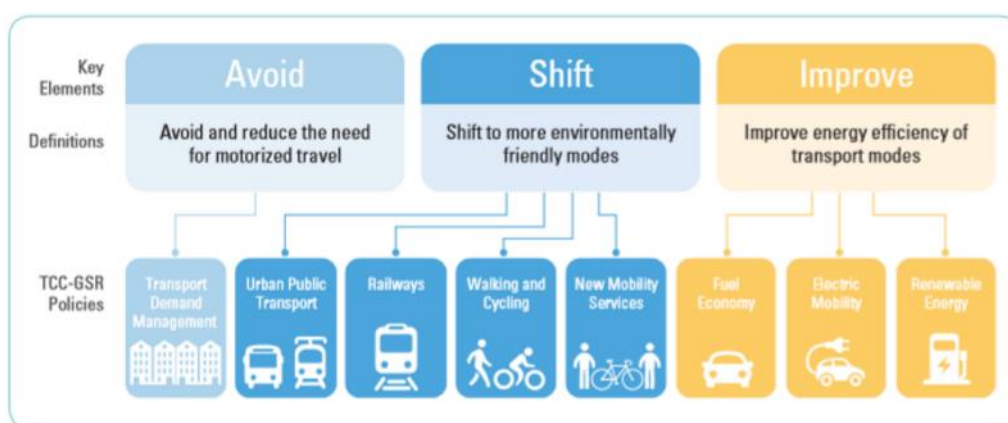 Key
Elements
Avoid
Shift
Improve
Definitions
Avoid and reduce the need
for motorized travel
Shift to more environmentally
friendly modes
Improve energy efficiency of
transport modes
TCC-GSR
Policies
Transport
Demand
Management
Urban Public
Transport
Railways
Walking and
Cycling
New Mobility
Services
Fuel
Economy
Electric
Mobility
Renewable
Energy